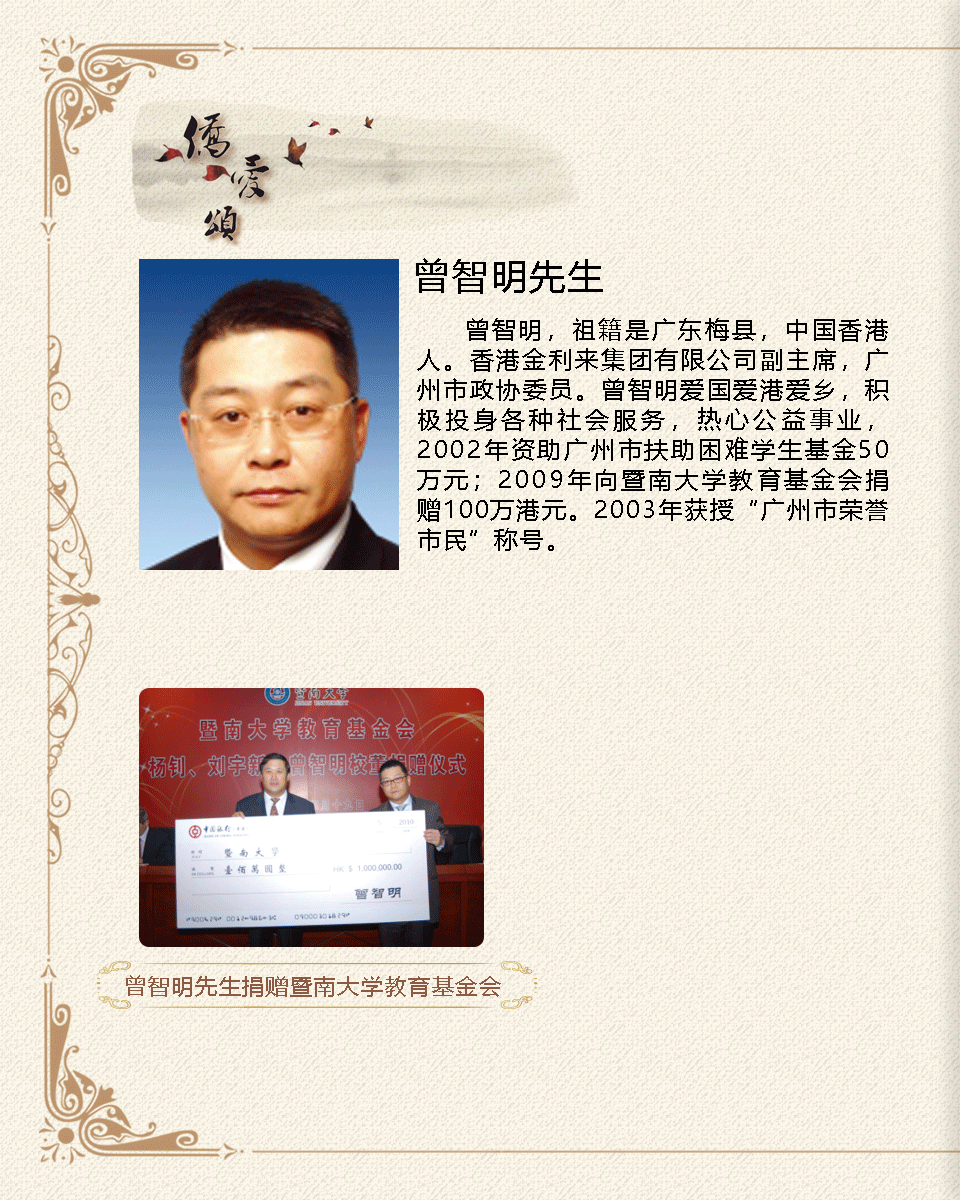 僑愛頌
曾智明先生
曾智明，祖籍是广东梅县，中国香港
人。香港金利来集团有限公司副主席，广
州市政协委员。曾智明爱国爱港爱乡，积
极投身各种社会服务，热心公益事业，
2002年资助广州市扶助困难学生基金50
万元；2009年向暨南大学教育基金会捐
赠100万港元。2003年获授“广州市荣誉
市民”称号。
暨南大学
JINAN UNIVERSITY
暨南大学教育基金会
杨钊、刘宇新、曾智明校董捐赠仪式
中国银行
2010
暨南大學
壹佰萬圓整
HK $ 1,000,000.00
曾智明
曾智明先生捐赠暨南大学教育基金会